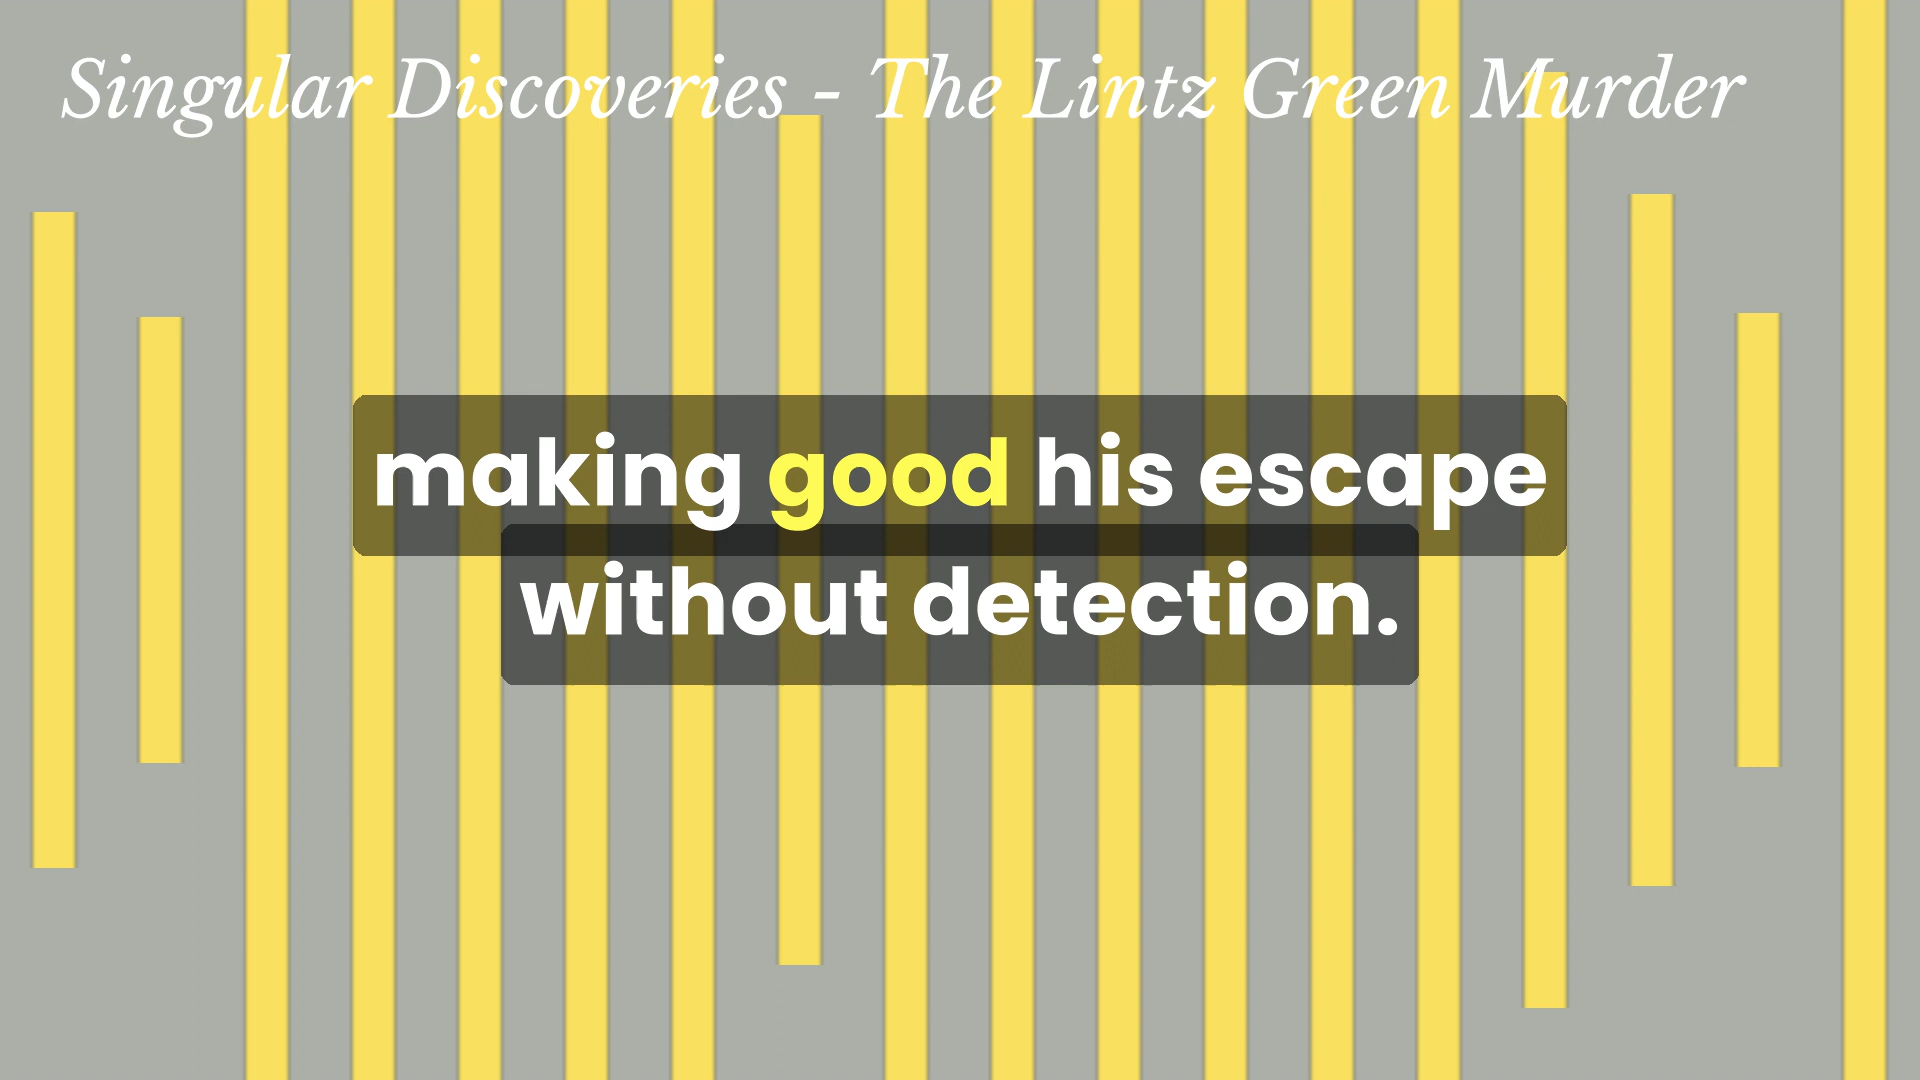 Singular Discoveries - The Lintz Green Murder
making good his escape
without detection.